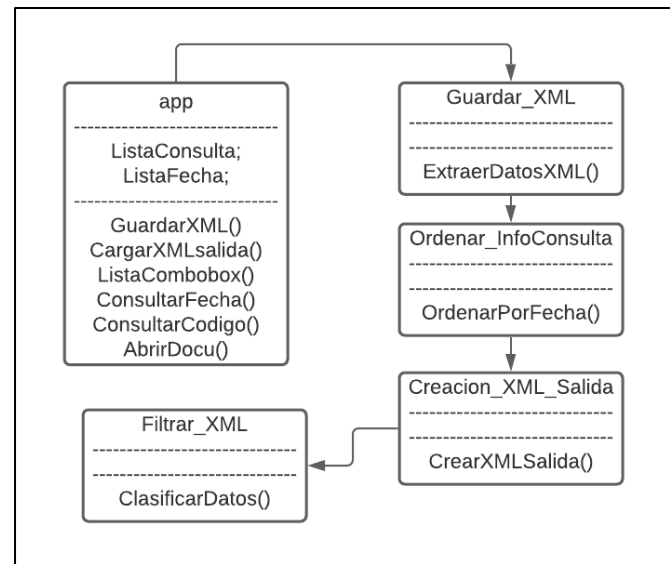 app
ListaConsulta;
ListaFecha;
GuardarXML()
CargarXMLsalida()
ListaCombobox()
ConsultarFecha()
ConsultarCodigo()
AbrirDocu()
Guardar_XML
ExtraerDatosXML()
Ordenar_InfoConsulta
OrdenarPorFecha()
Creacion_XML_Salida
CrearXMLSalida()
Filtrar_XML
ClasificarDatos()